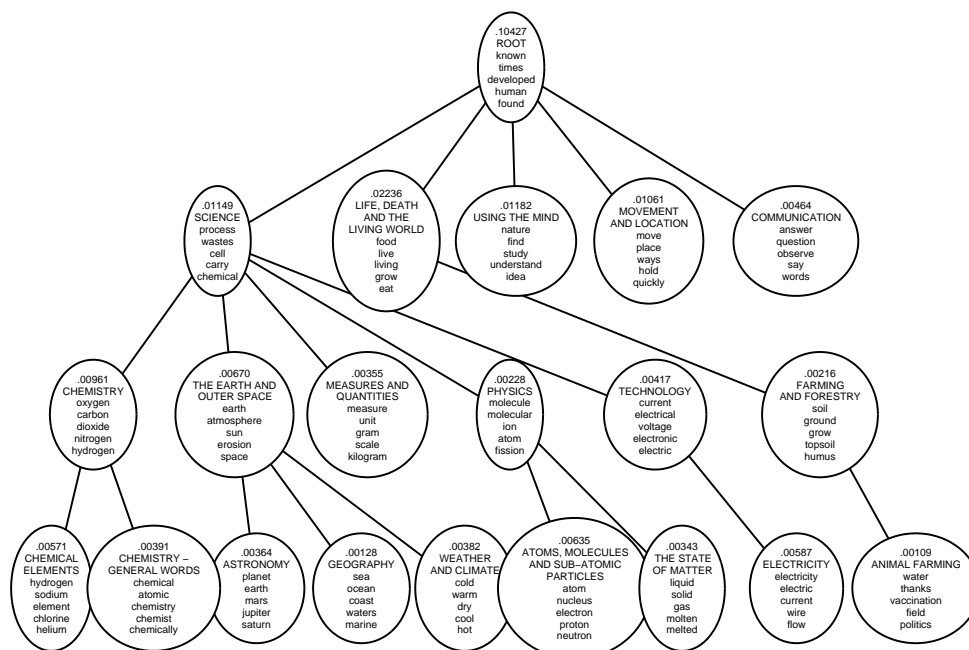 .10427
ROOT
known
times
developed
human
found
.01149
SCIENCE
process
wastes
cell
carry
chemical
.02236
LIFE, DEATH
AND THE
LIVING WORLD
food
live
living
grow
eat
.01182
USING THE MIND
nature
find
study
understand
idea
.01061
MOVEMENT
AND LOCATION
move
place
ways
hold
quickly
.00464
COMMUNICATION
answer
question
observe
say
words
.00961
CHEMISTRY
oxygen
carbon
dioxide
nitrogen
hydrogen
.00670
THE EARTH AND
OUTER SPACE
earth
atmosphere
sun
erosion
space
.00355
MEASURES AND
QUANTITIES
measure
unit
gram
scale
kilogram
.00228
PHYSICS
molecule
molecular
ion
atom
fission
.00417
TECHNOLOGY
current
electrical
voltage
electronic
electric
.00216
FARMING
AND FORESTRY
soil
ground
grow
topsoil
humus
.00571
CHEMICAL
ELEMENTS
hydrogen
sodium
element
chlorine
helium
.00391
CHEMISTRY –
GENERAL WORDS
chemical
atomic
chemistry
chemist
chemically
.00364
ASTRONOMY
planet
earth
mars
jupiter
saturn
.00128
GEOGRAPHY
sea
ocean
coast
waters
marine
.00382
WEATHER
AND CLIMATE
cold
warm
dry
cool
hot
.00635
ATOMS, MOLECULES
AND SUB–ATOMIC
PARTICLES
atom
nucleus
electron
proton
neutron
.00343
THE STATE
OF MATTER
liquid
solid
gas
molten
melted
.00587
ELECTRICITY
electricity
electric
current
wire
flow
.00109
ANIMAL FARMING
water
thanks
vaccination
field
politics